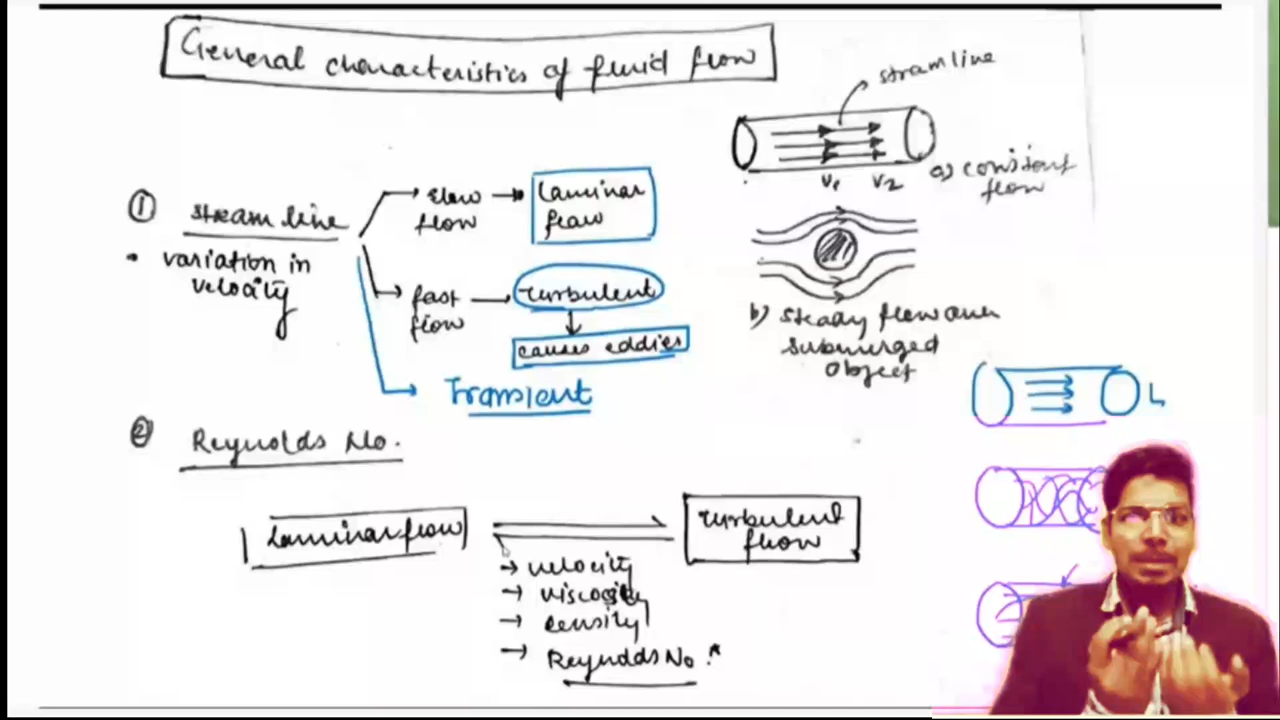 General characteristics of fluid flow
streamline
V1 V2
a) constant
flow
① stream line
• variation in
velocity
slow
flow
Laminar
flow
fast
flow
turbulent
causes eddies
Transient
b) steady flow over
submerged
object
② Reynolds No.
Laminar flow
turbulent
flow
→ velocity
→ viscosity
→ density
→ Reynolds No.*